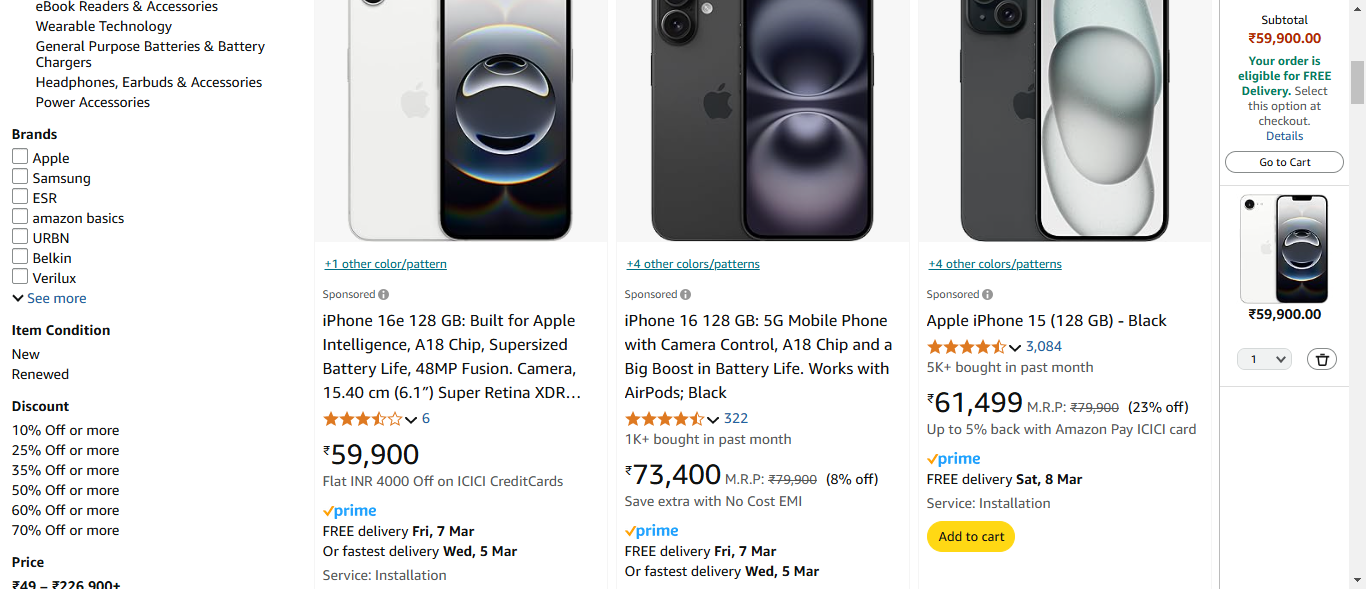 eBook Readers & Accessories
Wearable Technology
General Purpose Batteries & Battery
Chargers
Headphones, Earbuds & Accessories
Power Accessories
Brands
Apple
Samsung
ESR
amazon basics
URBN
Belkin
Verilux
See more
Item Condition
New
Renewed
Discount
10% Off or more
25% Off or more
35% Off or more
50% Off or more
60% Off or more
70% Off or more
Price
₹49 – ₹226,900+
+1 other color/pattern
Sponsored
iPhone 16e 128 GB: Built for Apple
Intelligence, A18 Chip, Supersized
Battery Life, 48MP Fusion. Camera,
15.40 cm (6.1”) Super Retina XDR…
6
₹59,900
Flat INR 4000 Off on ICICI CreditCards
prime
FREE delivery Fri, 7 Mar
Or fastest delivery Wed, 5 Mar
Service: Installation
+4 other colors/patterns
Sponsored
iPhone 16 128 GB: 5G Mobile Phone
with Camera Control, A18 Chip and a
Big Boost in Battery Life. Works with
AirPods; Black
322
1K+ bought in past month
₹73,400 M.R.P: ₹79,900 (8% off)
Save extra with No Cost EMI
prime
FREE delivery Fri, 7 Mar
Or fastest delivery Wed, 5 Mar
+4 other colors/patterns
Sponsored
Apple iPhone 15 (128 GB) - Black
3,084
5K+ bought in past month
₹61,499 M.R.P: ₹79,900 (23% off)
Up to 5% back with Amazon Pay ICICI card
prime
FREE delivery Sat, 8 Mar
Service: Installation
Add to cart
Subtotal
₹59,900.00
Your order is
eligible for FREE
Delivery. Select
this option at
checkout.
Details
Go to Cart
₹59,900.00
1